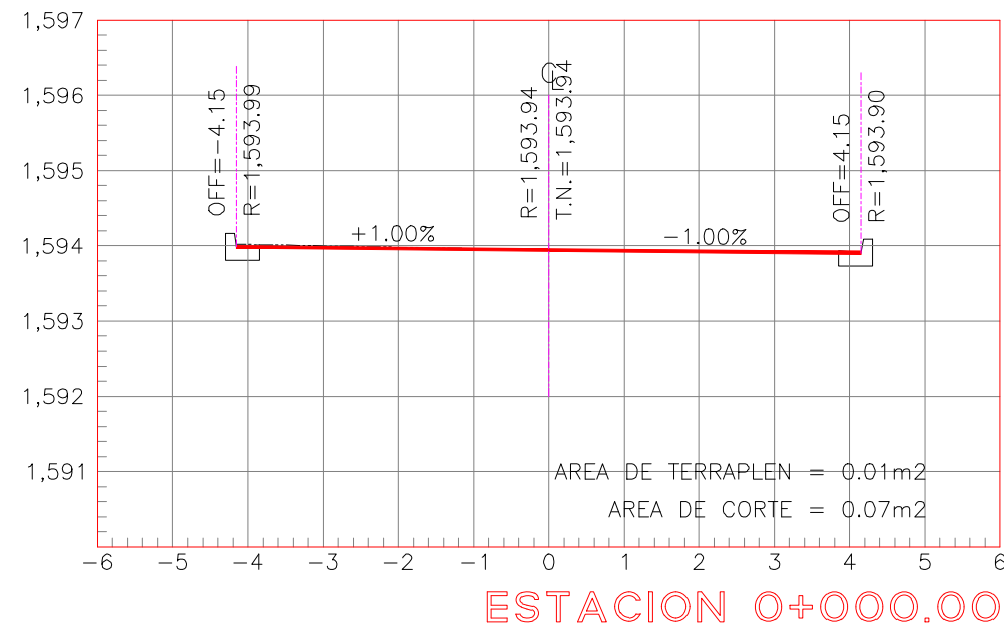 1,597
1,596
1,595
1,594
1,593
1,592
1,591
OFF=-4.15
R=1,593.99
R=1,593.94
T.N.=1,593.94
OFF=4.15
R=1,593.90
+1.00%
-1.00%
AREA DE TERRAPLEN = 0.01m2
AREA DE CORTE = 0.07m2
-6 -5 -4 -3 -2 -1 0 1 2 3 4 5 6
ESTACION 0+000.00